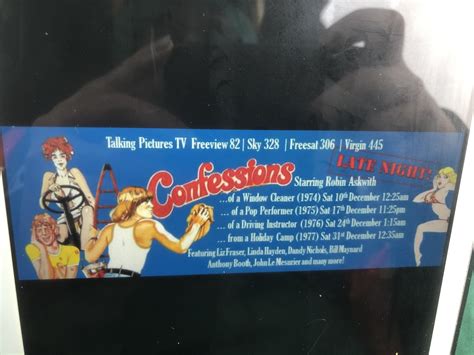 Talking Pictures TV Freeview 82 | Sky 328 | Freesat 306 | Virgin 445
LATE NIGHT!
Confessions
Starring Robin Askwith
...of a Window Cleaner (1974) Sat 10th December 12:25am
...of a Pop Performer (1975) Sat 17th December 11:25pm
...of a Driving Instructor (1976) Sat 24th December 1:15am
...from a Holiday Camp (1977) Sat 31st December 12:35am
Featuring Liz Fraser, Linda Hayden, Dandy Nichols, Bill Maynard
Anthony Booth, John Le Mesurier and many more!